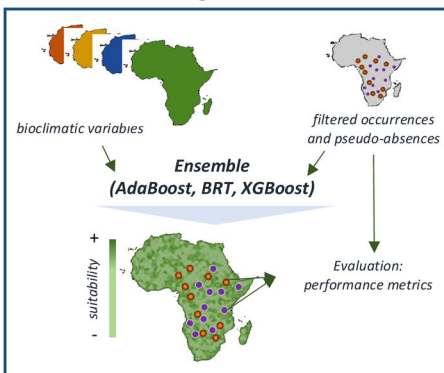 bioclimatic variables
filtered occurrences
and pseudo-absences
Ensemble
(AdaBoost, BRT, XGBoost)
+
suitability
-
Evaluation:
performance metrics